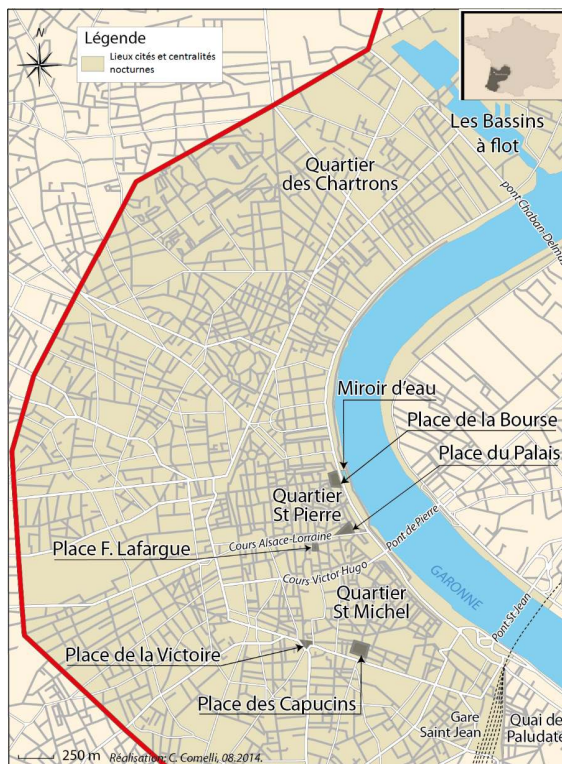 N
Légende
Lieux cités et centralités
nocturnes
Les Bassins
à flot
Quartier
des Chartrons
pont Chaban-Delmas
Miroir d'eau
Place de la Bourse
Place du Palais
Quartier
St Pierre
Place F. Lafargue
Cours Alsace-Lorraine
Pont de Pierre
Cours Victor Hugo
GARONNE
Quartier
St Michel
Pont St Jean
Place de la Victoire
Place des Capucins
Gare
Saint Jean
Quai de
Paludate
250 m
Réalisation: C. Comelli, 08.2014.